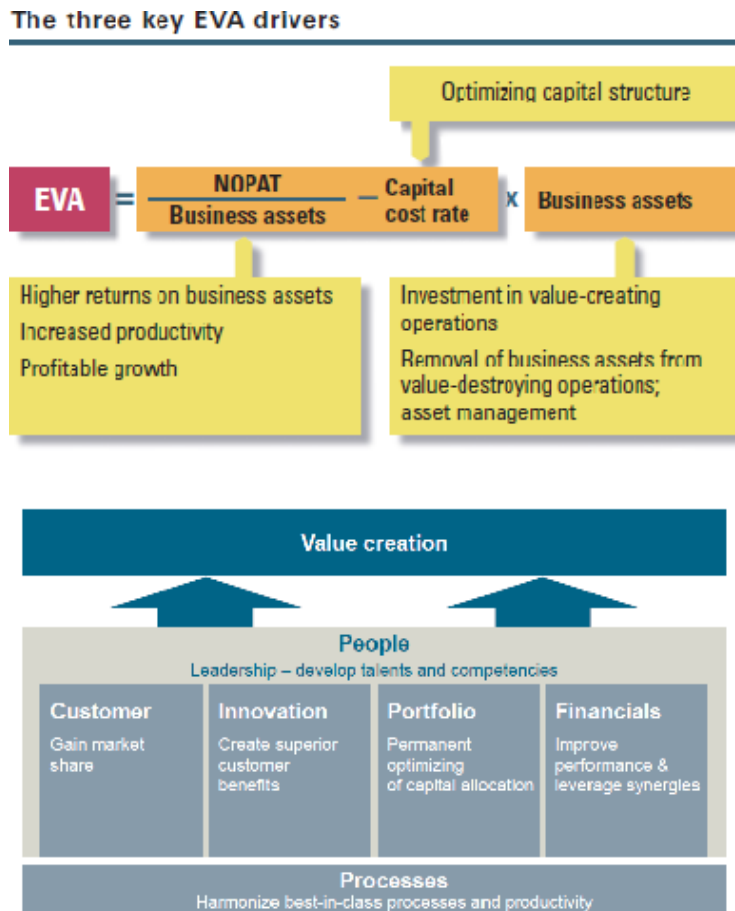 The three key EVA drivers
Optimizing capital structure
EVA = NOPAT / Business assets – Capital cost rate x Business assets
Higher returns on business assets
Increased productivity
Profitable growth
Investment in value-creating
operations
Removal of business assets from
value-destroying operations;
asset management
Value creation
People
Leadership – develop talents and competencies
Customer
Gain market
share
Innovation
Create superior
customer
benefits
Portfolio
Permanent
optimizing
of capital allocation
Financials
Improve
performance &
leverage synergies
Processes
Harmonize best-in-class processes and productivity